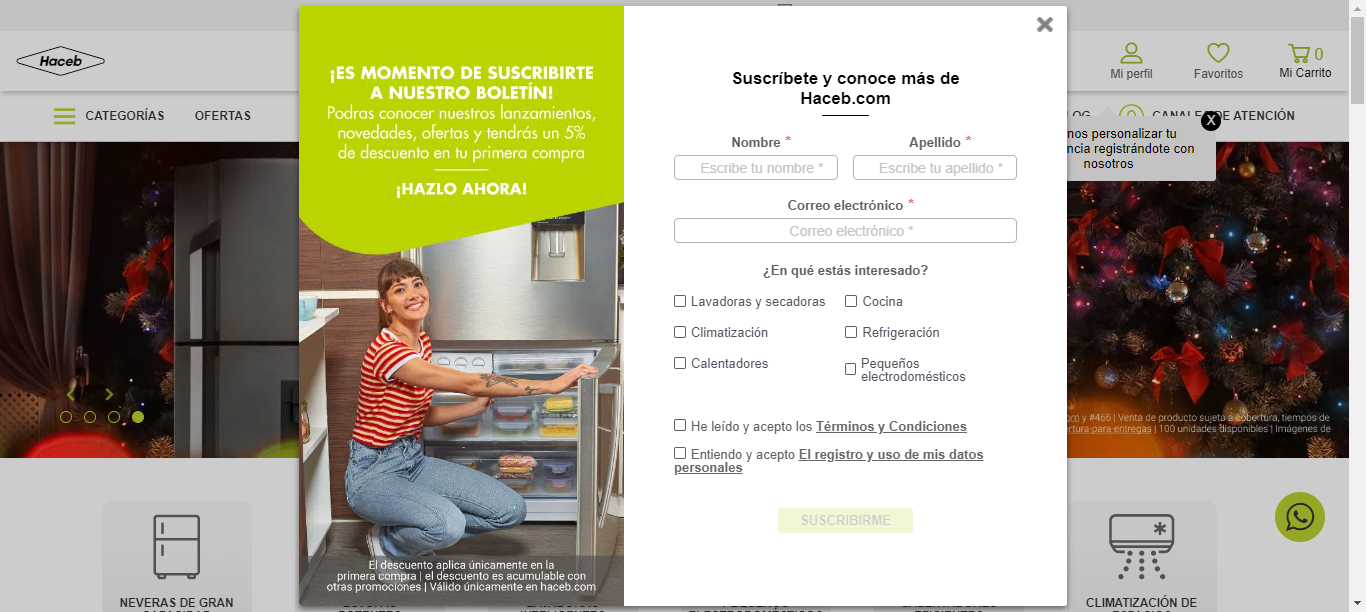 Haceb
Mi perfil
Favoritos
0
Mi Carrito
CATEGORÍAS
OFERTAS
CANALES DE ATENCIÓN
X
nos personalizar tu
registrándote con
nosotros
¡ES MOMENTO DE SUSCRIBIRTE
A NUESTRO BOLETÍN!
Podras conocer nuestros lanzamientos,
novedades, ofertas y tendrás un 5%
de descuento en tu primera compra
¡HAZLO AHORA!
El descuento aplica únicamente en la
primera compra | el descuento es acumulable con
otras promociones | Válido únicamente en haceb.com
Suscríbete y conoce más de
Haceb.com
Nombre *
Apellido *
Escribe tu nombre *
Escribe tu apellido *
Correo electrónico *
Correo electrónico *
¿En qué estás interesado?
Lavadoras y secadoras
Cocina
Climatización
Refrigeración
Calentadores
Pequeños
electrodomésticos
He leído y acepto los Términos y Condiciones
Entiendo y acepto El registro y uso de mis datos
personales
SUSCRIBIRME
y #466 | Venta de producto sujeta a cobertura, tiempos de
para entregas | 100 unidades disponibles | Imágenes de
NEVERAS DE GRAN
CLIMATIZACIÓN DE